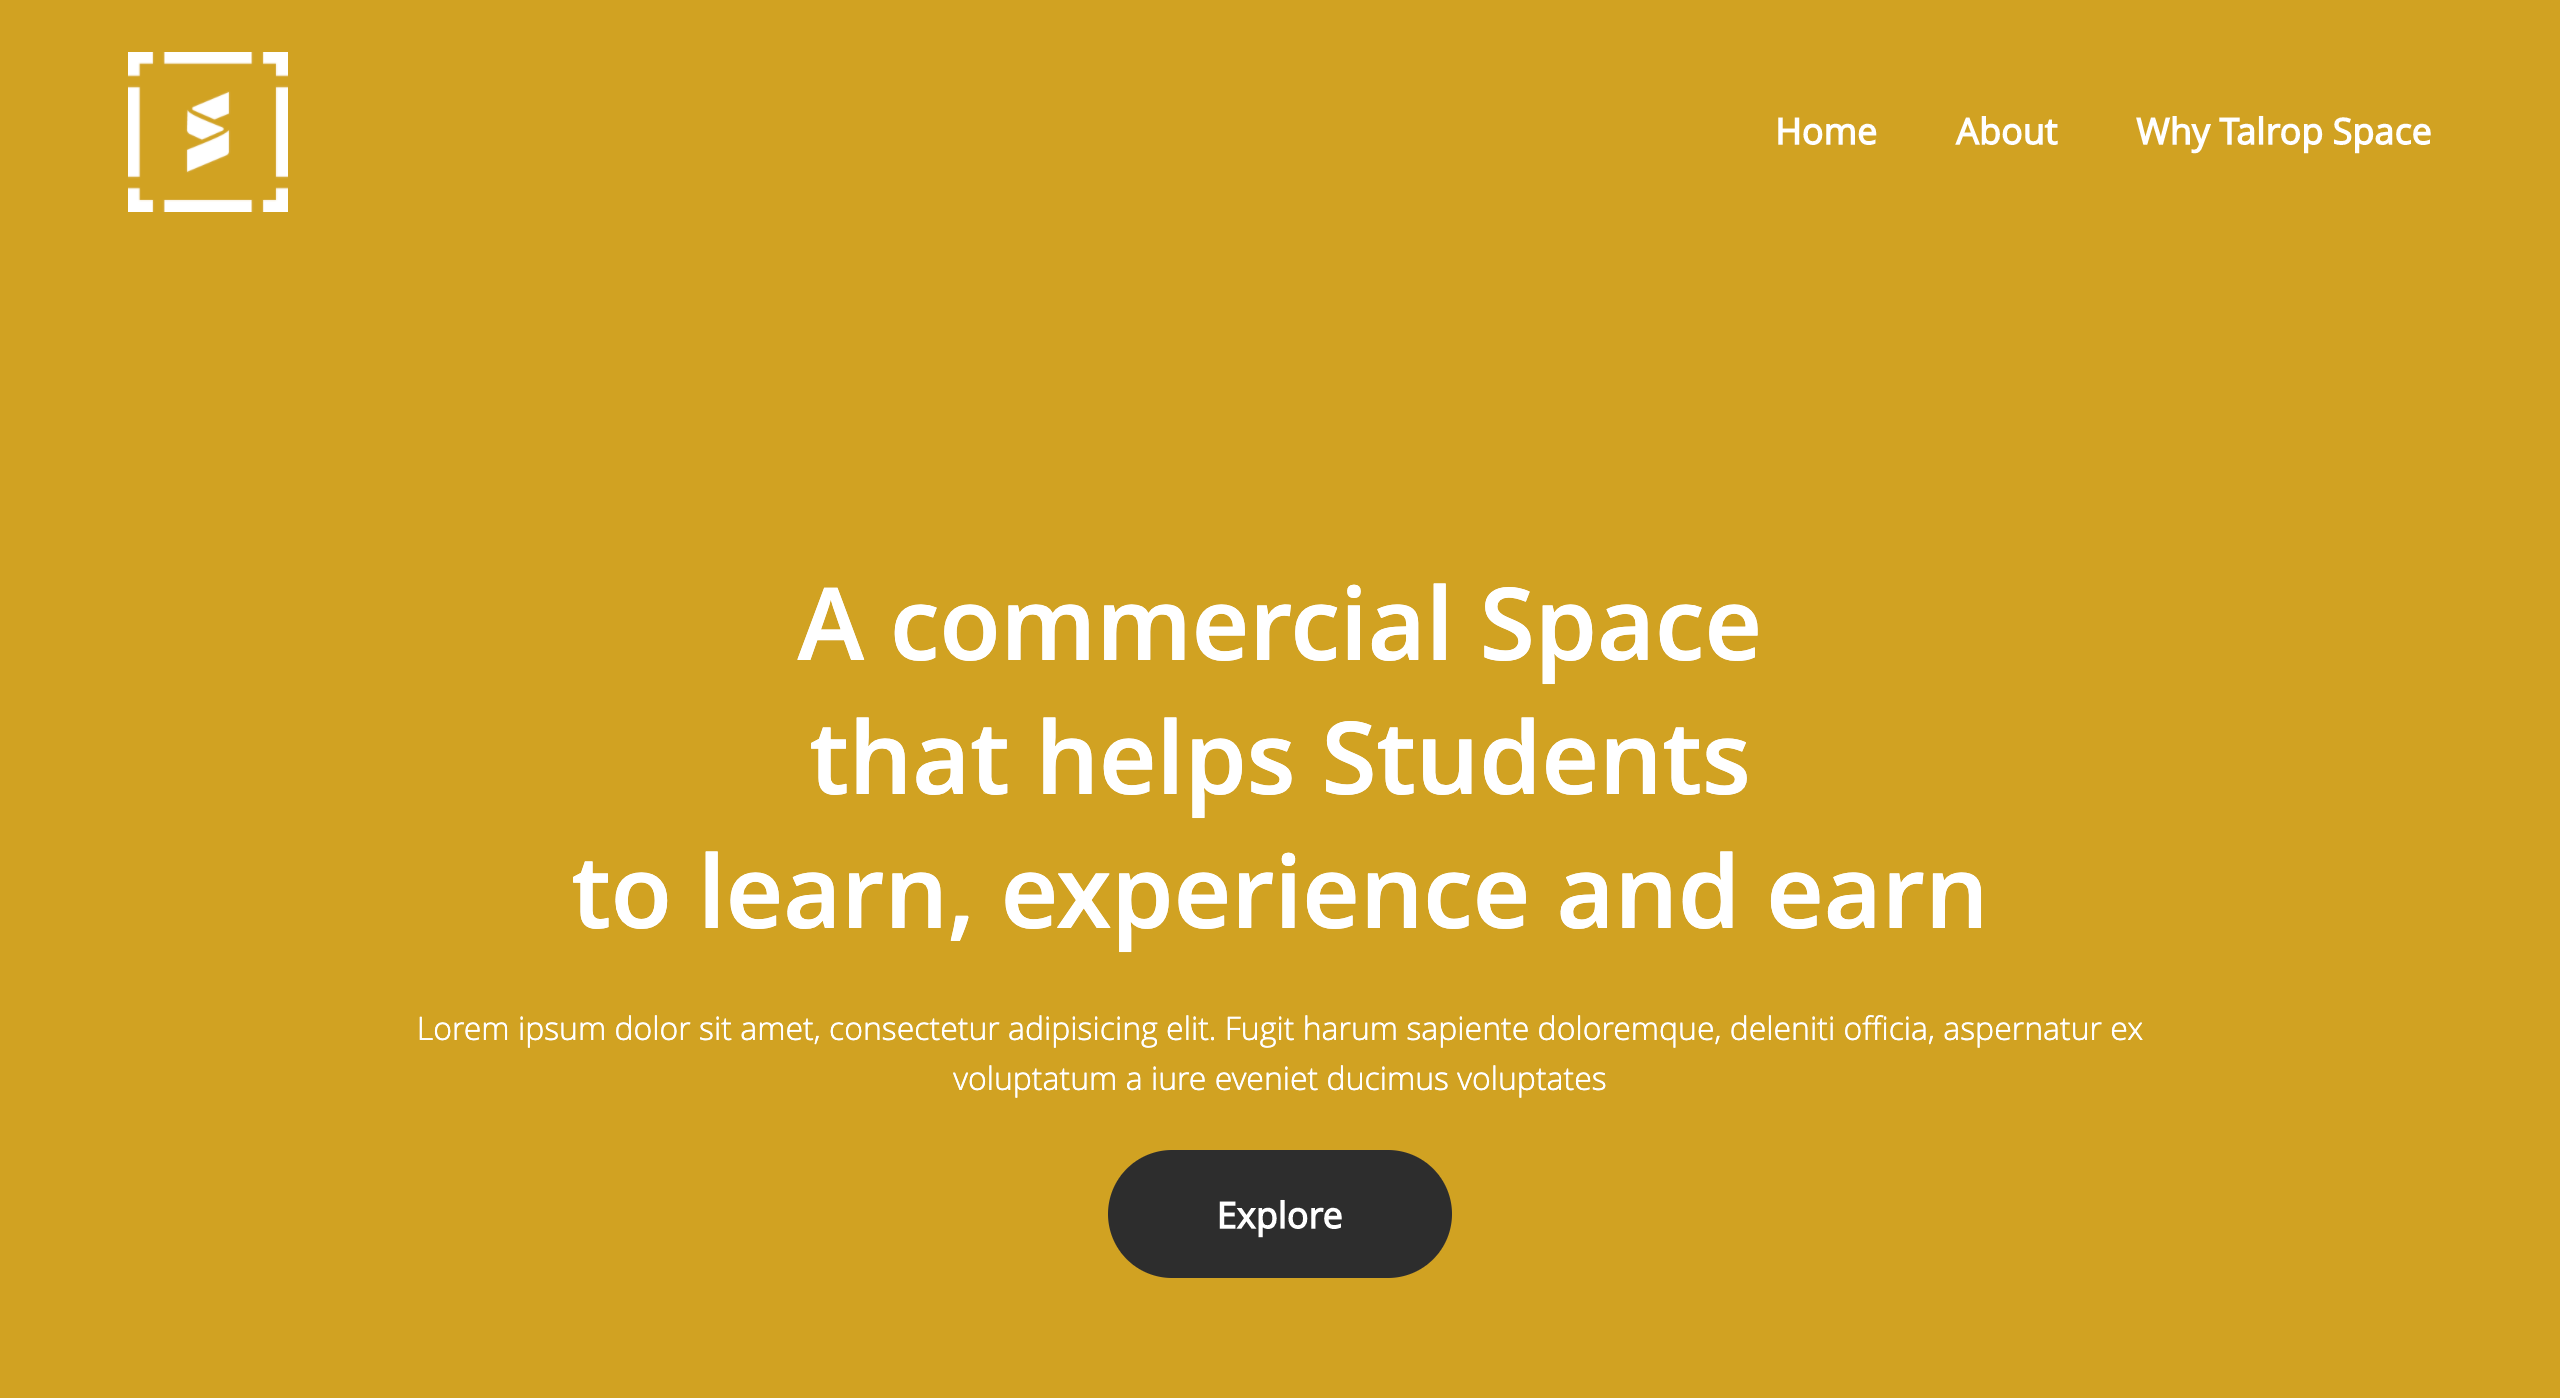 Home About Why Talrop Space
A commercial Space
that helps Students
to learn, experience and earn
Lorem ipsum dolor sit amet, consectetur adipisicing elit. Fugit harum sapiente doloremque, deleniti officia, aspernatur ex
voluptatum a iure eveniet ducimus voluptates
Explore